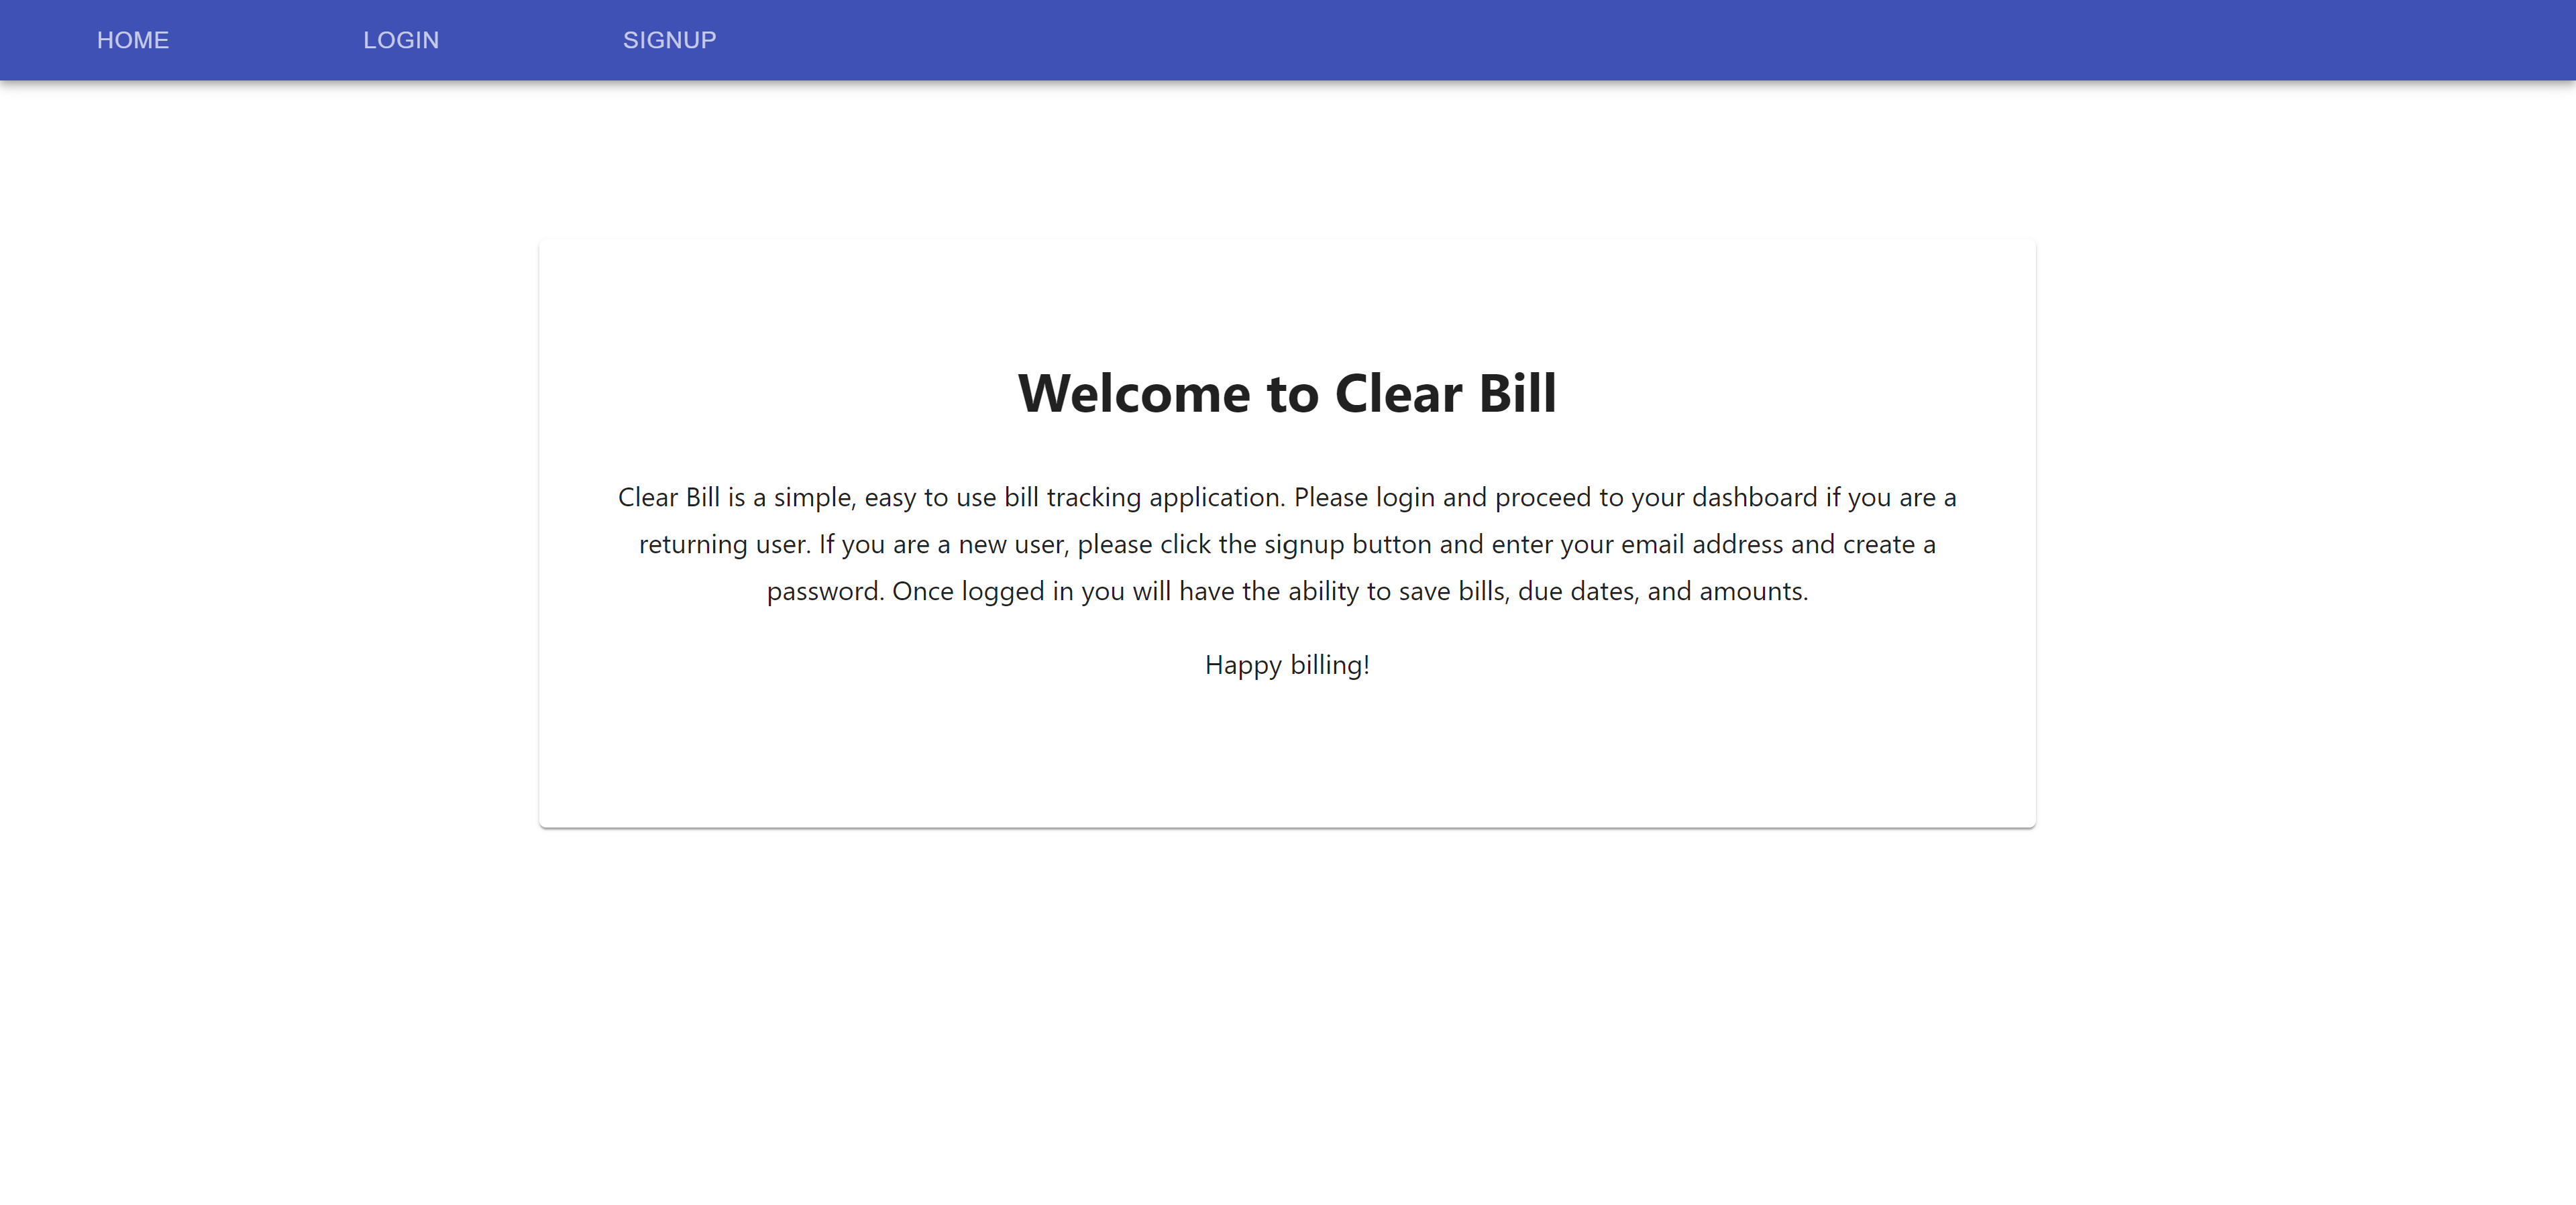 HOME LOGIN SIGNUP
Welcome to Clear Bill
Clear Bill is a simple, easy to use bill tracking application. Please login and proceed to your dashboard if you are a
returning user. If you are a new user, please click the signup button and enter your email address and create a
password. Once logged in you will have the ability to save bills, due dates, and amounts.
Happy billing!